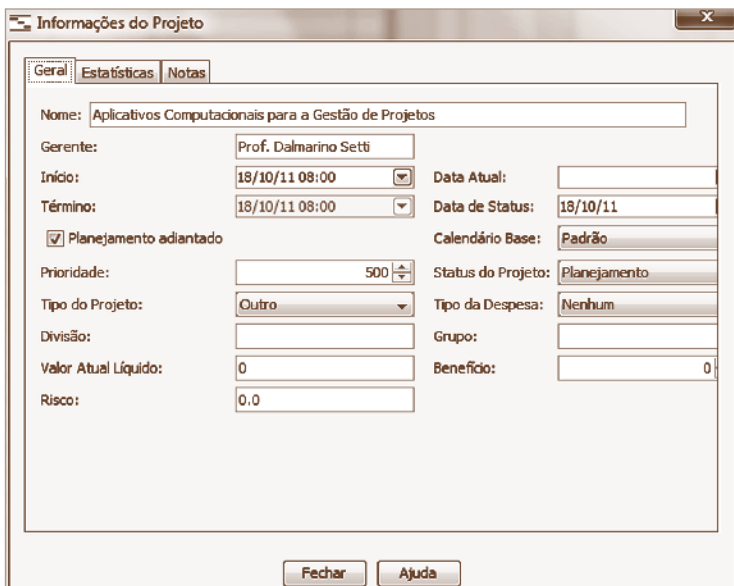 Informações do Projeto
X
Geral Estatísticas Notas
Nome: Aplicativos Computacionais para a Gestão de Projetos
Gerente: Prof. Dalmarino Setti
Início: 18/10/11 08:00 Data Atual:
Término: 18/10/11 08:00 Data de Status: 18/10/11
Planejamento adiantado Calendário Base: Padrão
Prioridade: 500 Status do Projeto: Planejamento
Tipo do Projeto: Outro Tipo da Despesa: Nenhum
Divisão: Grupo:
Valor Atual Líquido: 0 Benefício: 0
Risco: 0.0
Fechar Ajuda